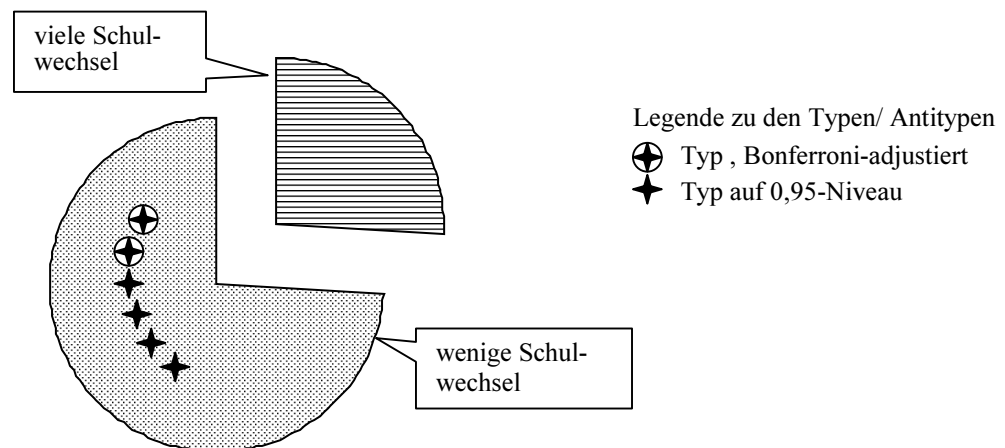 viele Schul-
wechsel
Legende zu den Typen/ Antitypen
Typ , Bonferroni-adjustiert
Typ auf 0,95-Niveau
wenige Schul-
wechsel